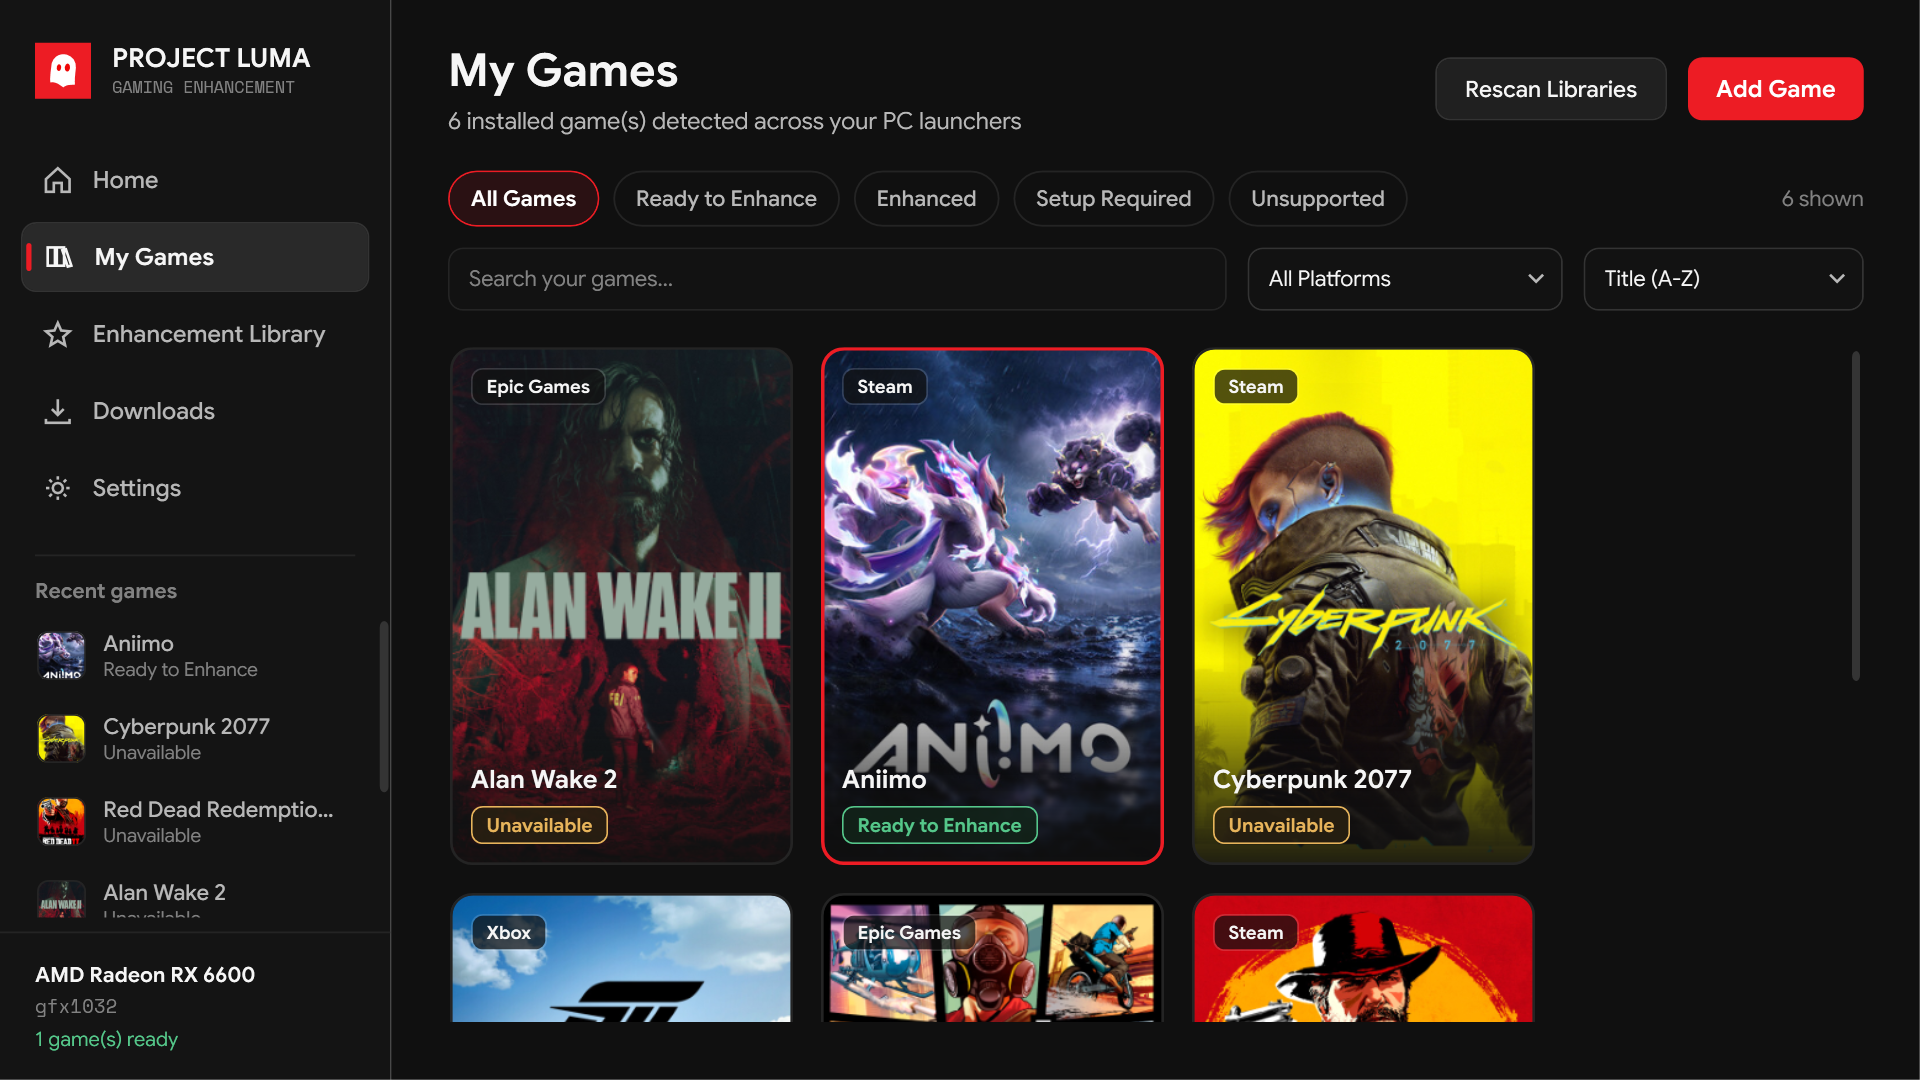 PROJECT LUMA
GAMING ENHANCEMENT
Home
My Games
Enhancement Library
Downloads
Settings
Recent games
Aniimo
Ready to Enhance
Cyberpunk 2077
Unavailable
Red Dead Redemptio...
Unavailable
Alan Wake 2
Unavailable
AMD Radeon RX 6600
gfx1032
1 game(s) ready
My Games
6 installed game(s) detected across your PC launchers
Rescan Libraries
Add Game
All Games
Ready to Enhance
Enhanced
Setup Required
Unsupported
6 shown
Search your games...
All Platforms
Title (A-Z)
Epic Games
ALAN WAKE II
FBI
Alan Wake 2
Unavailable
Steam
ANiiMO
Aniimo
Ready to Enhance
Steam
Cyberpunk
2077
Cyberpunk 2077
Unavailable
Xbox
Epic Games
Steam